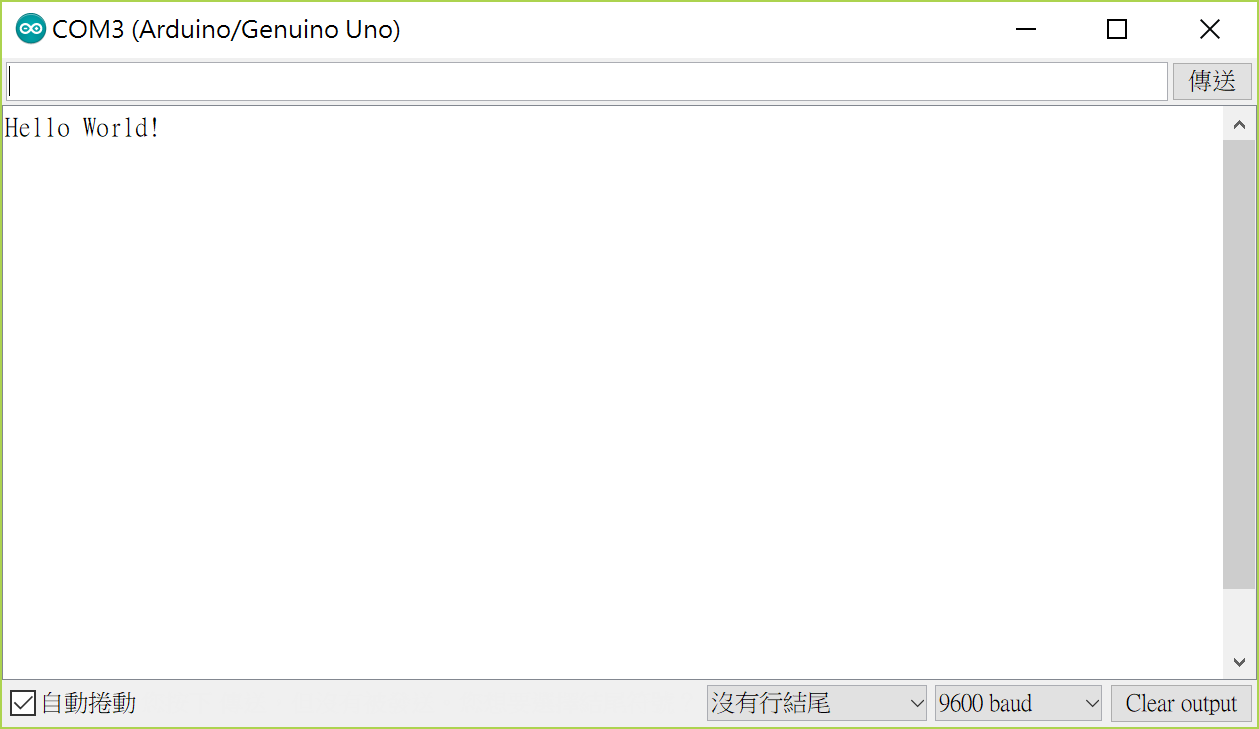 COM3 (Arduino/Genuino Uno)
傳送
Hello World!
自動捲動
沒有行結尾
9600 baud
Clear output